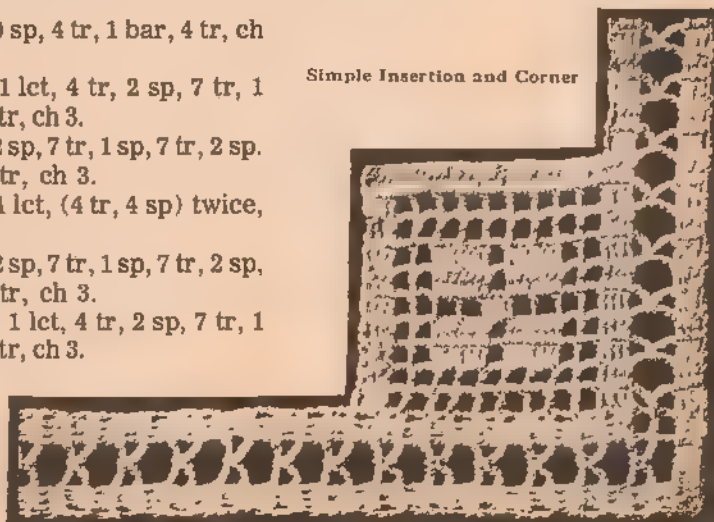 sp, 4 tr, 1 bar, 4 tr, ch
1 lct, 4 tr, 2 sp, 7 tr, 1
tr, ch 3.
sp, 7 tr, 1 sp, 7 tr, 2 sp.
tr, ch 3.
lct, (4 tr, 4 sp) twice,
sp, 7 tr, 1 sp, 7 tr, 2 sp,
tr, ch 3.
1 lct, 4 tr, 2 sp, 7 tr, 1
tr, ch 3.
Simple Insertion and Corner